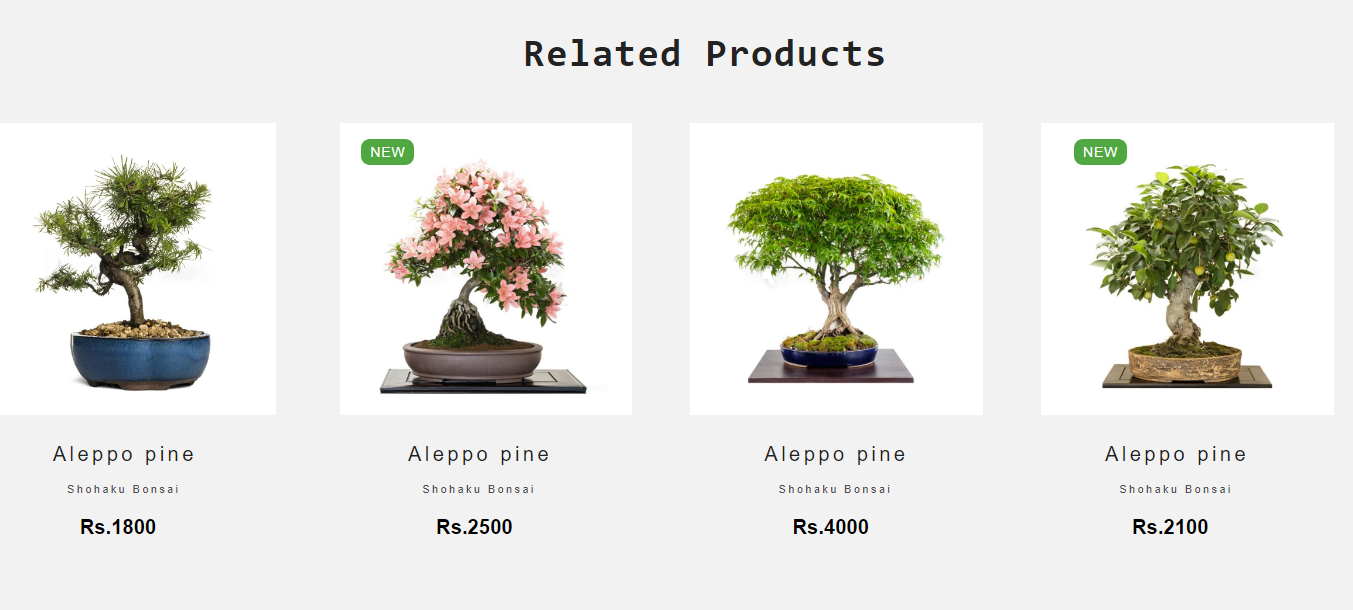 Related Products
NEW
NEW
Aleppo pine
Aleppo pine
Aleppo pine
Aleppo pine
Shohaku Bonsai
Shohaku Bonsai
Shohaku Bonsai
Shohaku Bonsai
Rs.1800
Rs.2500
Rs.4000
Rs.2100